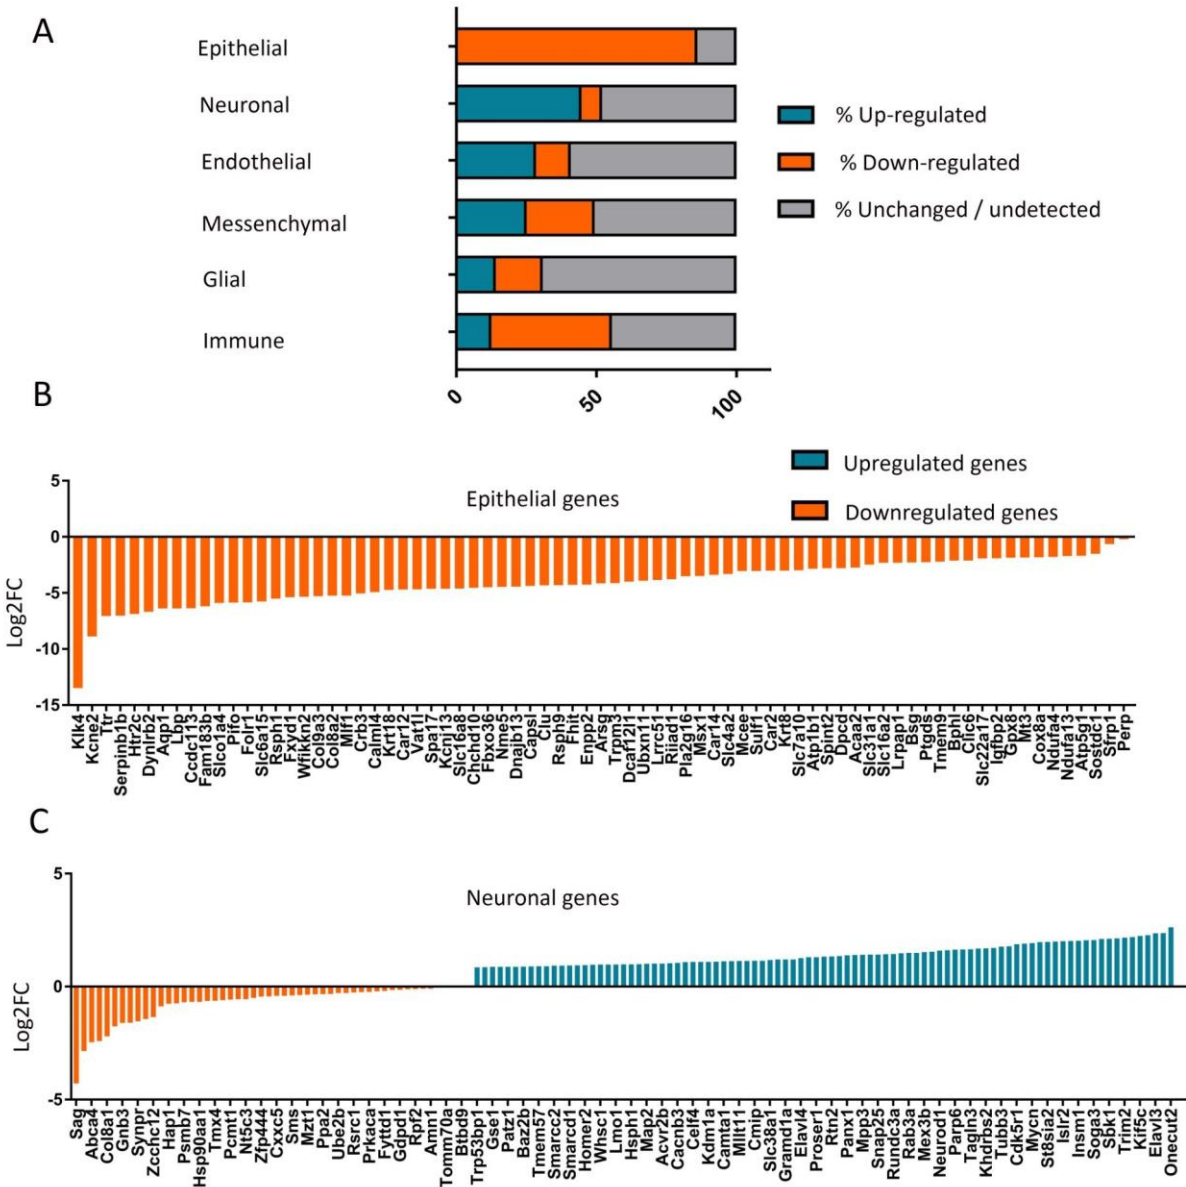 A
Epithelial
Neuronal
Endothelial
Messenchymal
Glial
Immune
% Up-regulated
% Down-regulated
% Unchanged / undetected
0
50
100
B
Upregulated genes
Downregulated genes
Epithelial genes
Log2FC
5
0
-5
-10
-15
Klk4
Kcne2
Ttr
Serpinb1b
Htr2c
Dynlrb2
Aqp1
Lbp
Ccdc113
Fam183b
Slco1a4
Pifo
Folr1
Slc6a15
Rsph1
Fxyd1
Wfikkn2
Col9a3
Col8a2
Mlf1
Crb3
Calml4
Krt18
Car12
Vat1l
Spa17
Kcnj13
Slc16a8
Chchd10
Fbxo36
Nme5
Dnajb13
Capsl
Clu
Rsph9
Fhit
Enpp2
Arsg
Trpm3
Dcaf12l1
Ubxn11
Lrrc51
Riiad1
Pla2g16
Msx1
Car14
Slc4a2
Mcee
Sulf1
Car2
Krt8
Slc7a10
Atp1b1
Spint2
Dpcd
Acaa2
Slc31a1
Slc16a2
Lrpap1
Bsg
Ptgds
Tmem9
Bphl
Clic6
Slc22a17
Igfbp2
Gpx8
Mt3
Cox8a
Ndufa4
Ndufa13
Atp5g1
Sostdc1
Sfrp1
Perp
C
Neuronal genes
Log2FC
5
0
-5
Sag
Abca4
Col8a1
Gnb3
Synpr
Zcchc12
Hap1
Psmb7
Hsp90aa1
Tmx4
Pcmt1
Nt5c3
Zfp444
Cxxc5
Sms
Mzt1
Ppa2
Ube2b
Rsrc1
Prkaca
Fyttd1
Gdpd1
Rpf2
Amn1
Tomm70a
Btbd9
Trp53bp1
Gse1
Patz1
Baz2b
Tmem57
Smarcc2
Smarcd1
Homer2
Whsc1
Lmo1
Hsph1
Map2
Acvr2b
Cacnb3
Celf4
Kdm1a
Camta1
Mllt11
Cmip
Slc38a1
Gramd1a
Elavl4
Proser1
Rtn2
Panx1
Mpp3
Snap25
Rundc3a
Rab3a
Mex3b
Neurod1
Parp6
Tagln3
Khdrbs2
Tubb3
Cdk5r1
Mycn
St8sia2
Islr2
Insm1
Soga3
Sbk1
Trim2
Kif5c
Elavl3
Onecut2